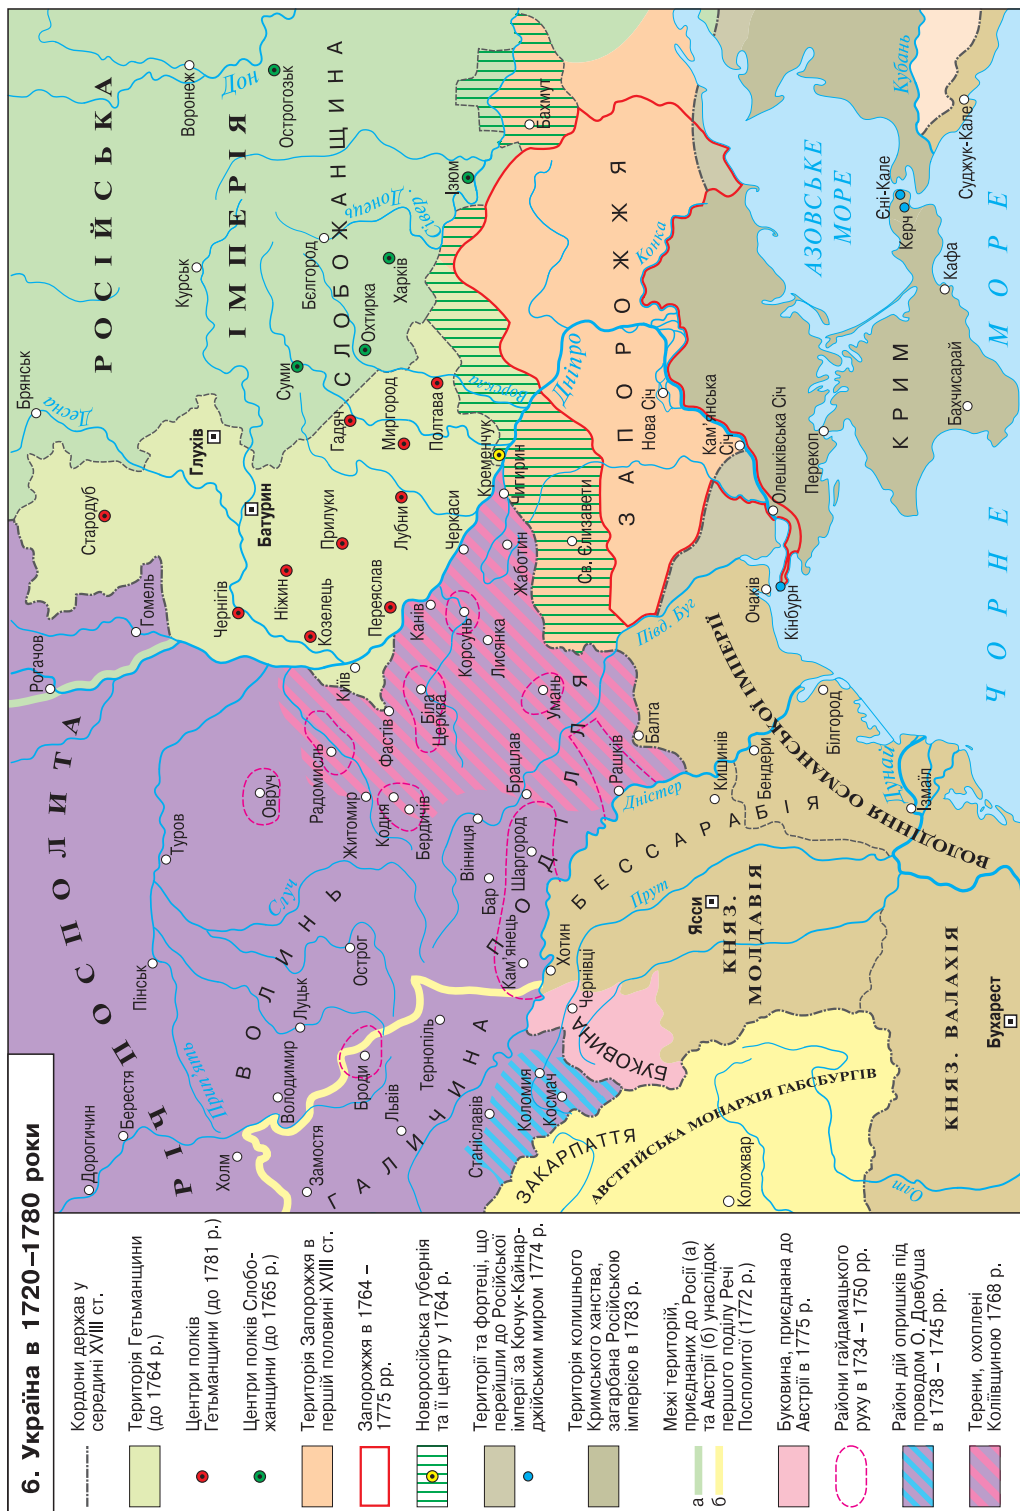 6. Україна в 1720–1780 роки
Кордони держав у
середині XVIII ст.
Територія Гетьманщини
(до 1764 р.)
Центри полків
Гетьманщини (до 1781 р.)
Центри полків Слобо-
жанщини (до 1765 р.)
Територія Запорожжя в
першій половині XVIII ст.
Запорожжя в 1764 –
1775 рр.
Новоросійська губернія
та її центр у 1764 р.
Території та фортеці, що
перейшли до Російської
імперії за Кючук-Кайнар-
джійським миром 1774 р.
Територія колишнього
Кримського ханства,
загарбана Російською
імперією в 1783 р.
а
б
Межі територій,
приєднаних до Росії (а)
та Австрії (б) унаслідок
першого поділу Речі
Посполитої (1772 р.)
Буковина, приєднана до
Австрії в 1775 р.
Райони гайдамацького
руху в 1734 – 1750 рр.
Район дій опришків під
проводом О. Довбуша
в 1738 – 1745 рр.
Терени, охоплені
Коліївщиною 1768 р.
РІЧ ПОСПОЛИТА
РОСІЙСЬКА
ІМПЕРІЯ
СЛОБОЖАНЩИНА
ЗАПОРОЖЖЯ
ВОЛИНЬ
ГАЛИЧИНА
ПОДІЛЛЯ
БЕССАРАБІЯ
БУКОВИНА
ЗАКАРПАТТЯ
АВСТРІЙСЬКА МОНАРХІЯ ГАБСБУРГІВ
КНЯЗ.
МОЛДАВІЯ
КНЯЗ. ВАЛАХІЯ
ВОЛОДІННЯ ОСМАНСЬКОЇ ІМПЕРІЇ
КРИМ
АЗОВСЬКЕ
МОРЕ
ЧОРНЕ МОРЕ
Дорогичин
Берестя
Пінськ
Туров
Рогачов
Гомель
Стародуб
Брянськ
Глухів
Курськ
Воронеж
Острогозьк
Холм
Замостя
Володимир
Луцьк
Острог
Броди
Львів
Тернопіль
Станіславів
Коломия
Космач
Чернівці
Хотин
Кам'янець
Бар
Шаргород
Вінниця
Брацлав
Рашків
Балта
Умань
Житомир
Кодня
Бердичів
Радомисль
Овруч
Фастів
Біла
Церква
Київ
Канів
Корсунь
Лисянка
Черкаси
Жаботин
Чигирин
Кременчук
Св. Єлизавети
Чернігів
Ніжин
Козелець
Переяслав
Батурин
Прилуки
Лубни
Гадяч
Миргород
Полтава
Суми
Охтирка
Харків
Бєлгород
Ізюм
Бахмут
Нова Січ
Кам'янська
Січ
Олешківська Січ
Перекоп
Очаків
Кінбурн
Бахчисарай
Кафа
Керч
Єні-Кале
Суджук-Кале
Кишинів
Бендери
Білгород
Ізмаїл
Ясси
Бухарест
Коложвар
Прип'ять
Случ
Десна
Дон
Сівер. Донець
Ворскла
Дніпро
Конка
Кубань
Півд. Буг
Дністер
Прут
Дунай
Олт